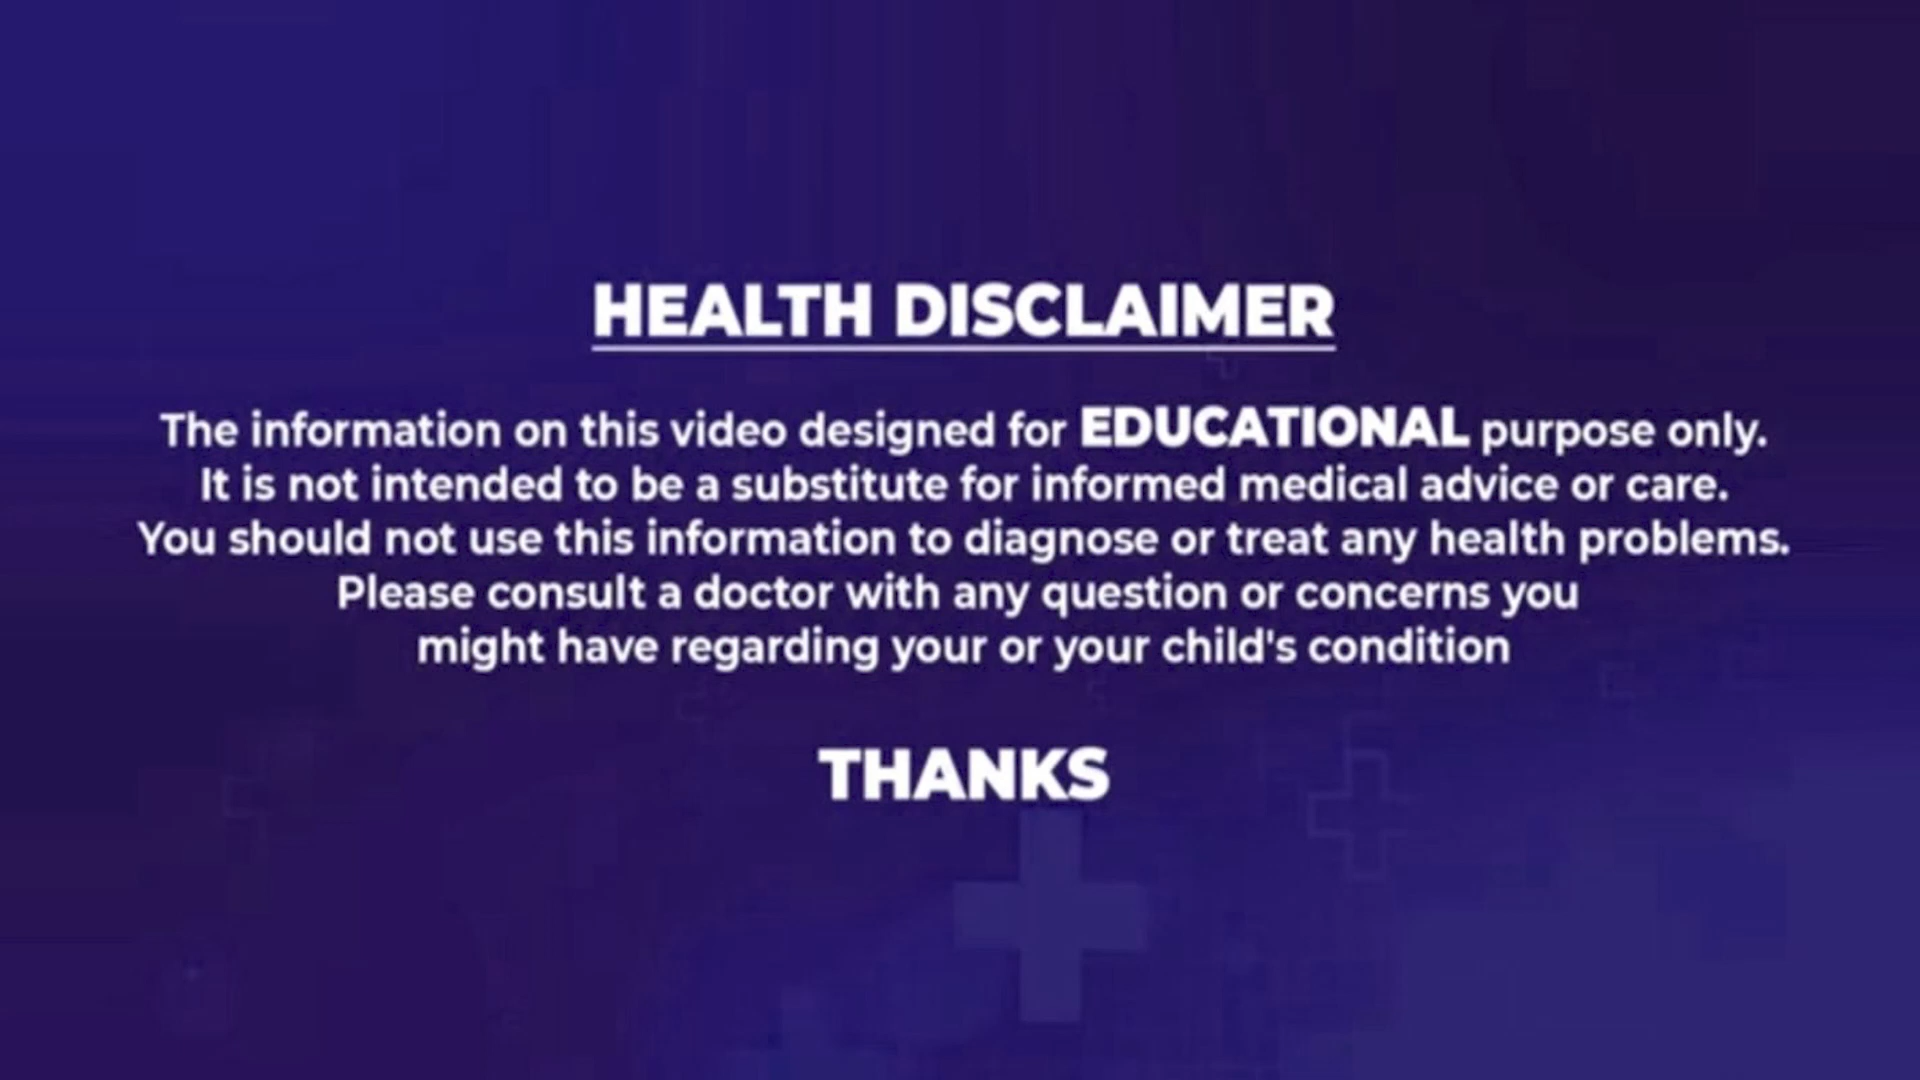 HEALTH DISCLAIMER
The information on this video designed for EDUCATIONAL purpose only.
It is not intended to be a substitute for informed medical advice or care.
You should not use this information to diagnose or treat any health problems.
Please consult a doctor with any question or concerns you
might have regarding your or your child's condition
THANKS